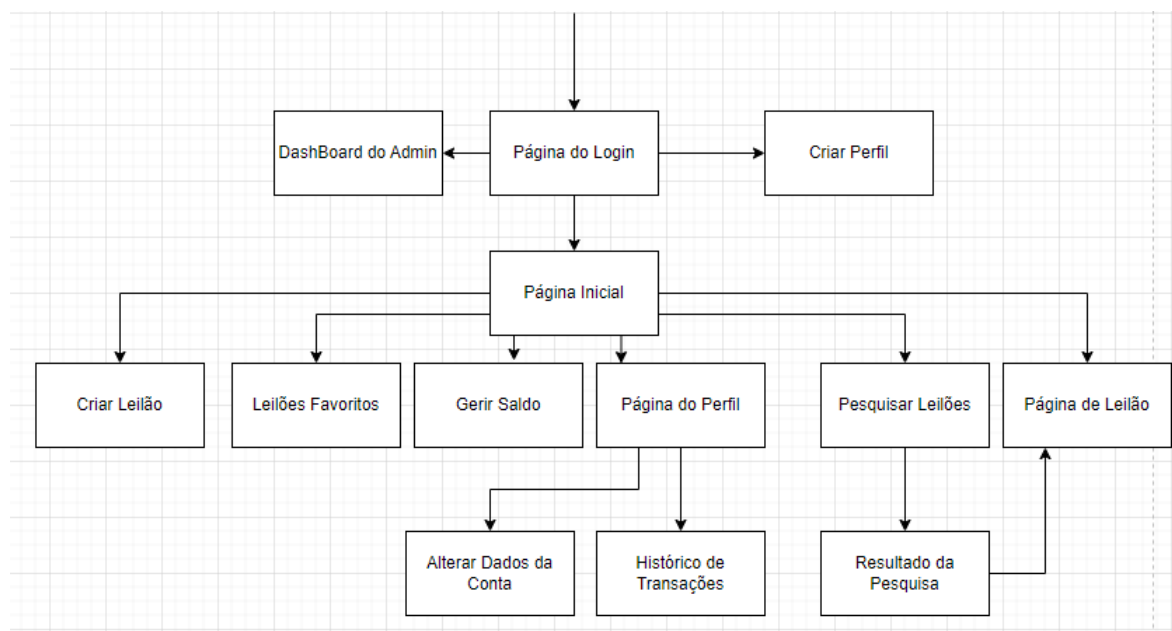 DashBoard do Admin
Página do Login
Criar Perfil
Página Inicial
Criar Leilão
Leilões Favoritos
Gerir Saldo
Página do Perfil
Pesquisar Leilões
Página de Leilão
Alterar Dados da
Conta
Histórico de
Transações
Resultado da
Pesquisa